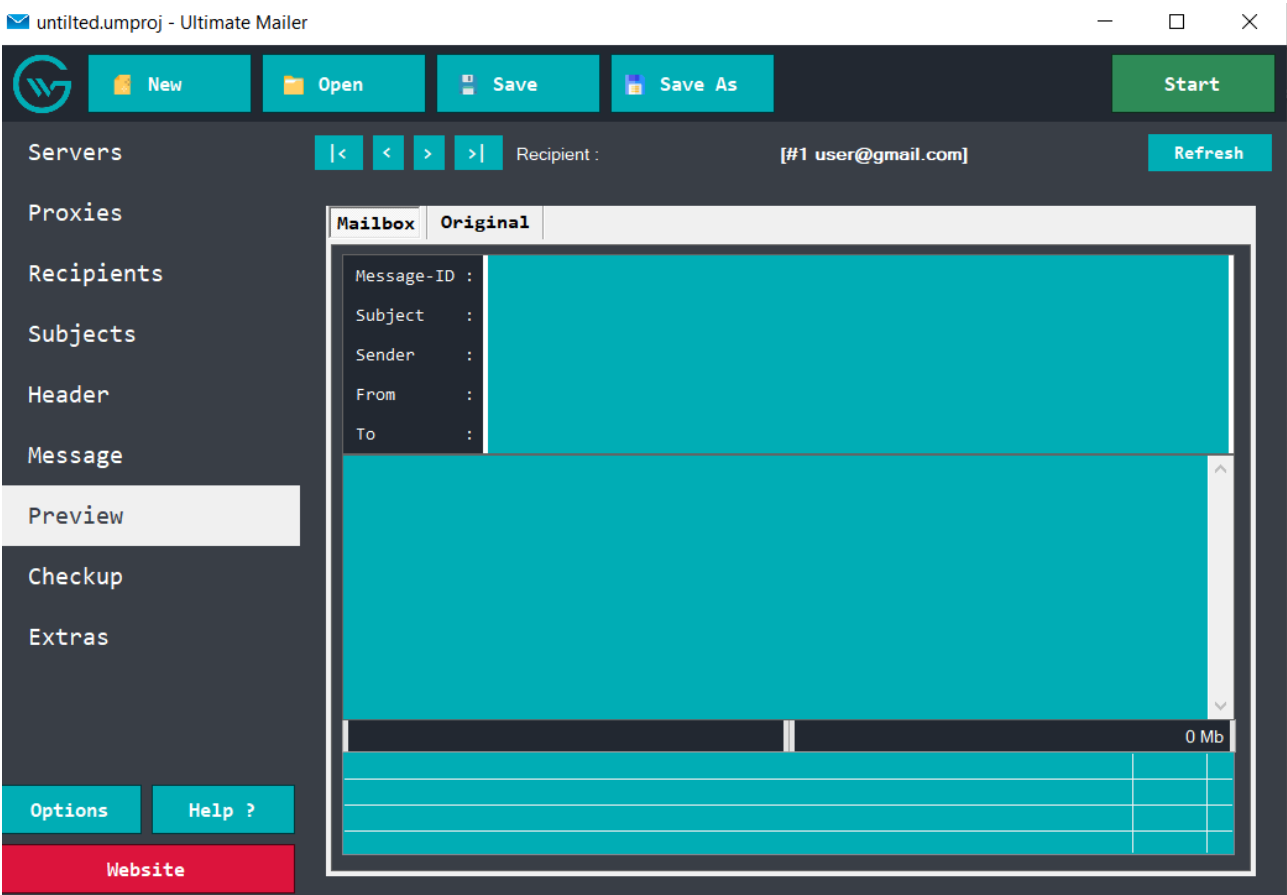 untilted.umproj - Ultimate Mailer
New Open Save Save As Start
Servers
Proxies
Recipients
Subjects
Header
Message
Preview
Checkup
Extras
Options Help ?
Website
|< < > >| Recipient : [#1 user@gmail.com] Refresh
Mailbox Original
Message-ID :
Subject :
Sender :
From :
To :
0 Mb